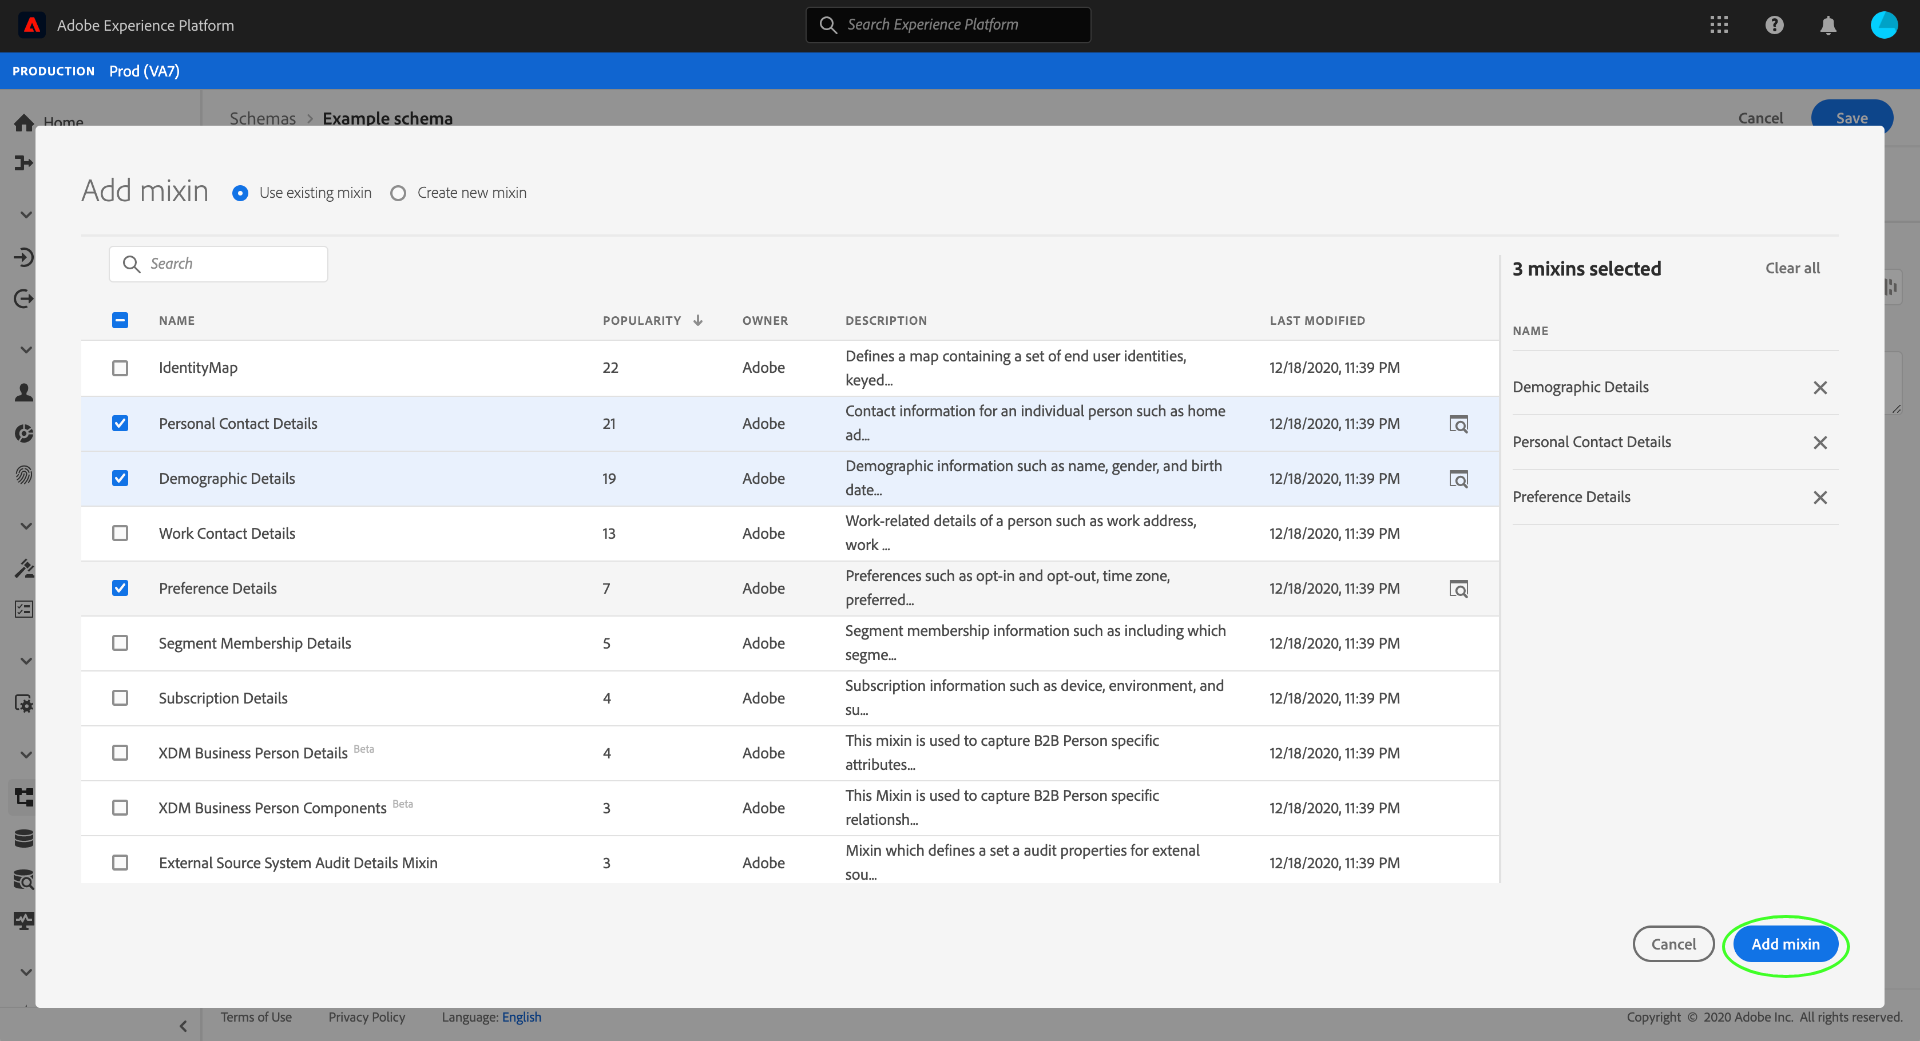 Adobe Experience Platform
Search Experience Platform
PRODUCTION Prod (VA7)
Home
Schemas > Example schema
Cancel
Save
Add mixin
Use existing mixin
Create new mixin
Search
3 mixins selected
Clear all
NAME POPULARITY ↓ OWNER DESCRIPTION LAST MODIFIED
NAME
IdentityMap 22 Adobe Defines a map containing a set of end user identities,
keyed... 12/18/2020, 11:39 PM
Personal Contact Details 21 Adobe Contact information for an individual person such as home
ad... 12/18/2020, 11:39 PM
Demographic Details 19 Adobe Demographic information such as name, gender, and birth
date... 12/18/2020, 11:39 PM
Work Contact Details 13 Adobe Work-related details of a person such as work address,
work ... 12/18/2020, 11:39 PM
Preference Details 7 Adobe Preferences such as opt-in and opt-out, time zone,
preferred... 12/18/2020, 11:39 PM
Segment Membership Details 5 Adobe Segment membership information such as including which
segme... 12/18/2020, 11:39 PM
Subscription Details 4 Adobe Subscription information such as device, environment, and
su... 12/18/2020, 11:39 PM
XDM Business Person Details Beta 4 Adobe This mixin is used to capture B2B Person specific
attributes... 12/18/2020, 11:39 PM
XDM Business Person Components Beta 3 Adobe This Mixin is used to capture B2B Person specific
relationsh... 12/18/2020, 11:39 PM
External Source System Audit Details Mixin 3 Adobe Mixin which defines a set a audit properties for extenal
sou... 12/18/2020, 11:39 PM
Demographic Details
Personal Contact Details
Preference Details
Cancel
Add mixin
Terms of Use Privacy Policy Language: English
Copyright © 2020 Adobe Inc. All rights reserved.